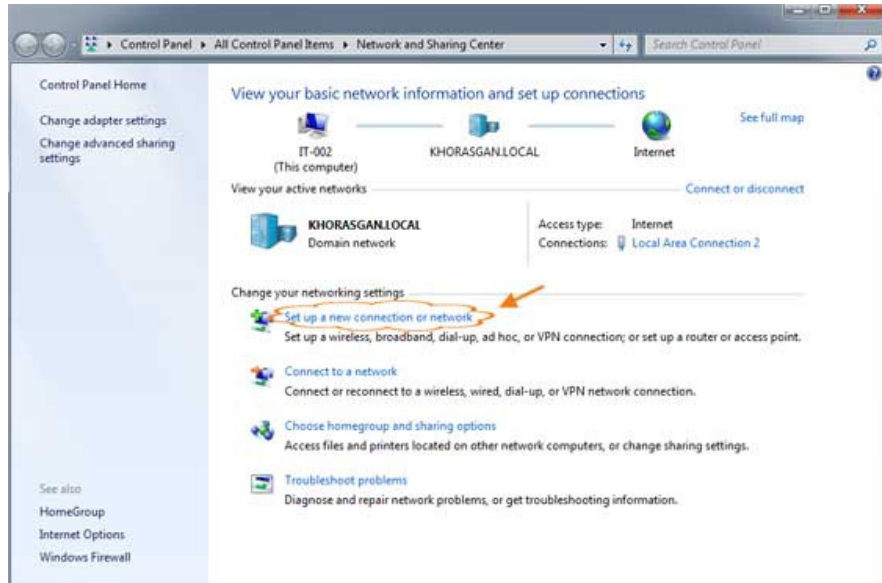 Control Panel ▸ All Control Panel Items ▸ Network and Sharing Center
Search Control Panel
Control Panel Home
Change adapter settings
Change advanced sharing
settings
View your basic network information and set up connections
See full map
IT-002
(This computer)
KHORASGAN.LOCAL
Internet
View your active networks
Connect or disconnect
KHORASGAN.LOCAL
Domain network
Access type: Internet
Connections: Local Area Connection 2
Change your networking settings
Set up a new connection or network
Set up a wireless, broadband, dial-up, ad hoc, or VPN connection; or set up a router or access point.
Connect to a network
Connect or reconnect to a wireless, wired, dial-up, or VPN network connection.
Choose homegroup and sharing options
Access files and printers located on other network computers, or change sharing settings.
Troubleshoot problems
Diagnose and repair network problems, or get troubleshooting information.
See also
HomeGroup
Internet Options
Windows Firewall